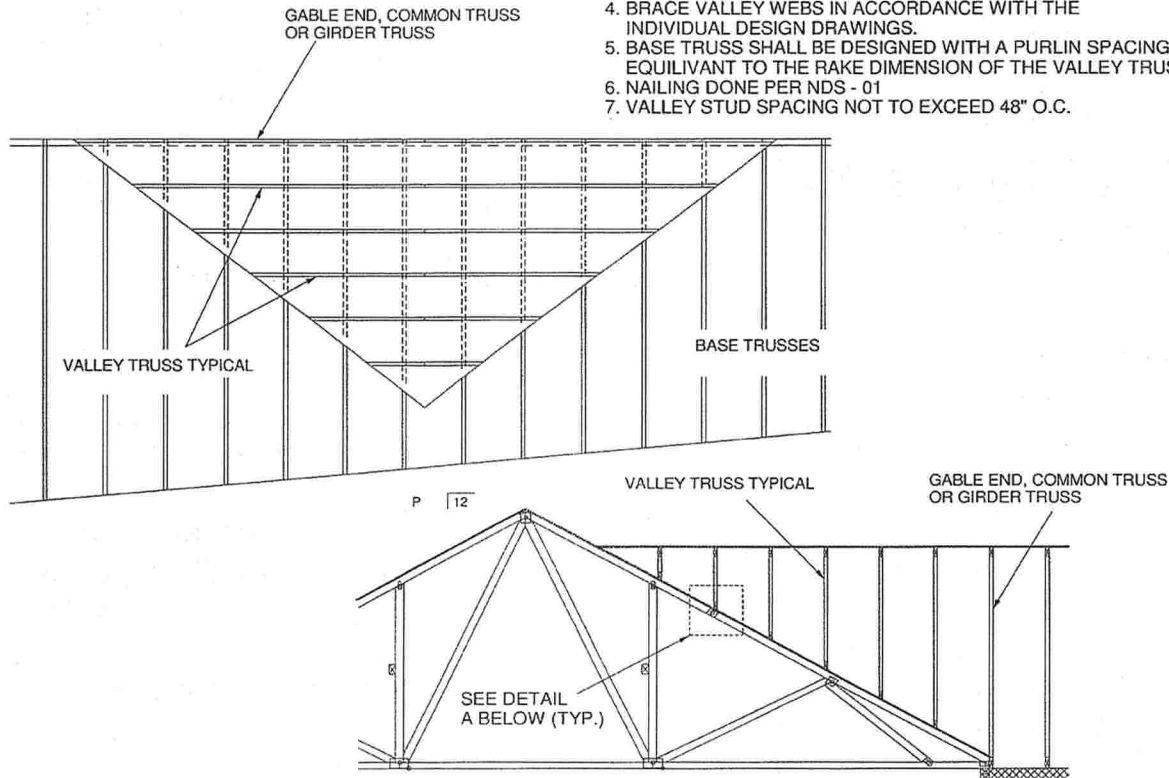 GABLE END, COMMON TRUSS
OR GIRDER TRUSS
4. BRACE VALLEY WEBS IN ACCORDANCE WITH THE
INDIVIDUAL DESIGN DRAWINGS.
5. BASE TRUSS SHALL BE DESIGNED WITH A PURLIN SPACING
EQUILIVANT TO THE RAKE DIMENSION OF THE VALLEY TRUS
6. NAILING DONE PER NDS - 01
7. VALLEY STUD SPACING NOT TO EXCEED 48" O.C.
VALLEY TRUSS TYPICAL
BASE TRUSSES
P 12
VALLEY TRUSS TYPICAL
GABLE END, COMMON TRUSS
OR GIRDER TRUSS
SEE DETAIL
A BELOW (TYP.)